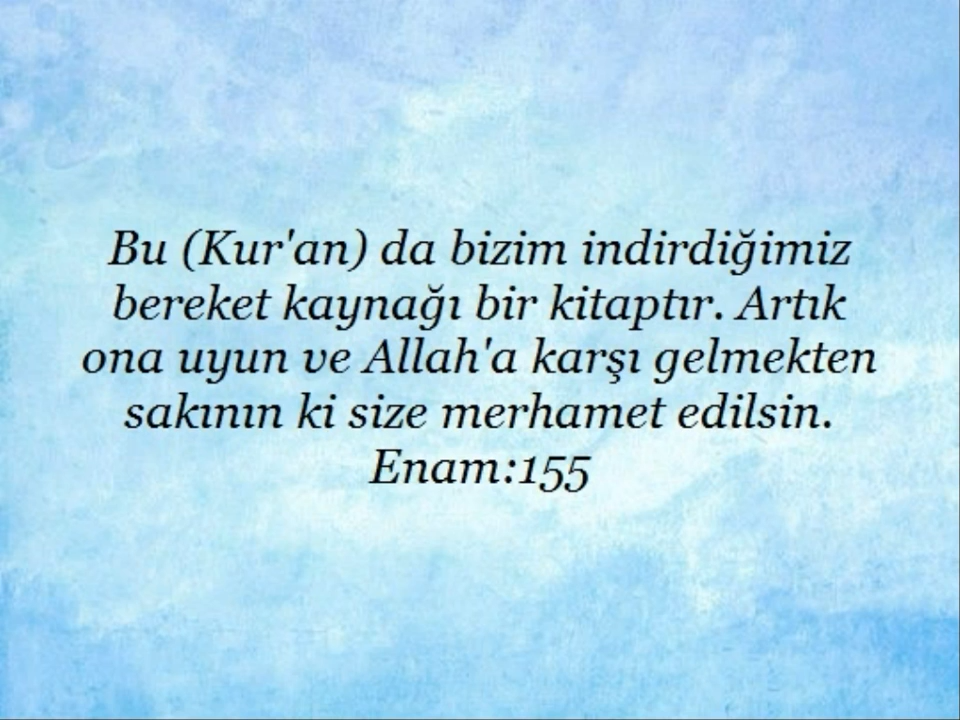 Bu (Kur'an) da bizim indirdiğimiz
bereket kaynağı bir kitaptır. Artık
ona uyun ve Allah'a karşı gelmekten
sakının ki size merhamet edilsin.
Enam:155